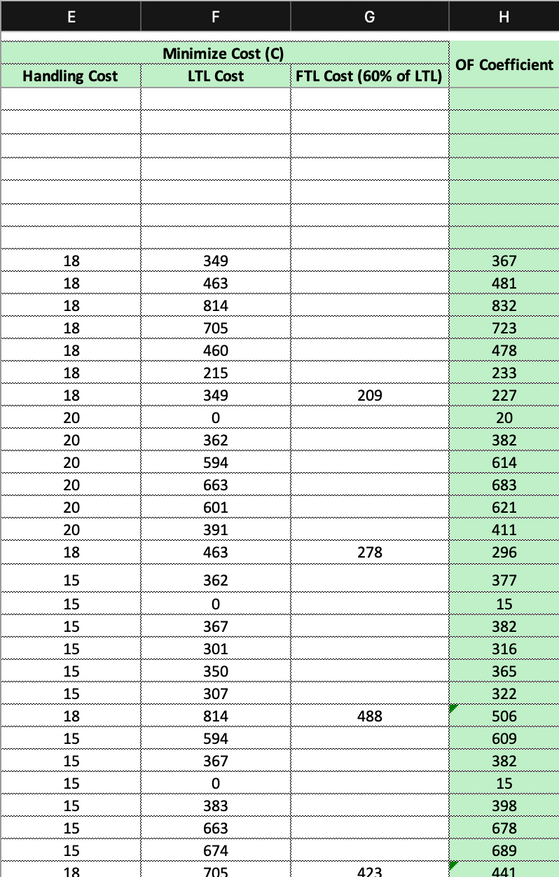 E F G H
Minimize Cost (C) OF Coefficient
Handling Cost LTL Cost FTL Cost (60% of LTL)
18 349 367
18 463 481
18 814 832
18 705 723
18 460 478
18 215 233
18 349 209 227
20 0 20
20 362 382
20 594 614
20 663 683
20 601 621
20 391 411
18 463 278 296
15 362 377
15 0 15
15 367 382
15 301 316
15 350 365
15 307 322
18 814 488 506
15 594 609
15 367 382
15 0 15
15 383 398
15 663 678
15 674 689
18 705 423 441